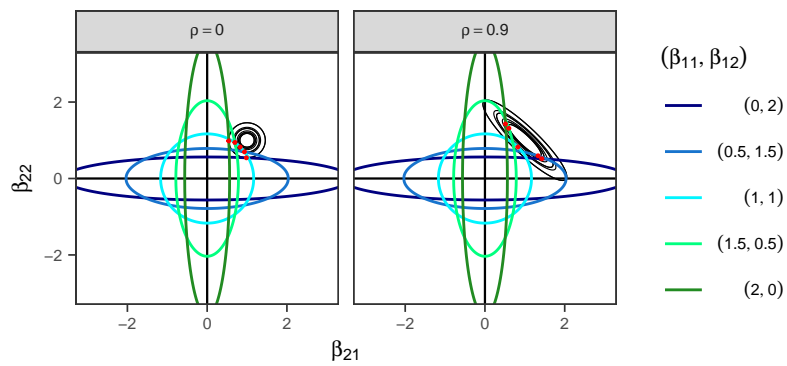 ρ = 0
ρ = 0.9
(β₁₁, β₁₂)
(0, 2)
(0.5, 1.5)
(1, 1)
(1.5, 0.5)
(2, 0)
β₂₂
2
0
−2
−2
0
2
−2
0
2
β₂₁